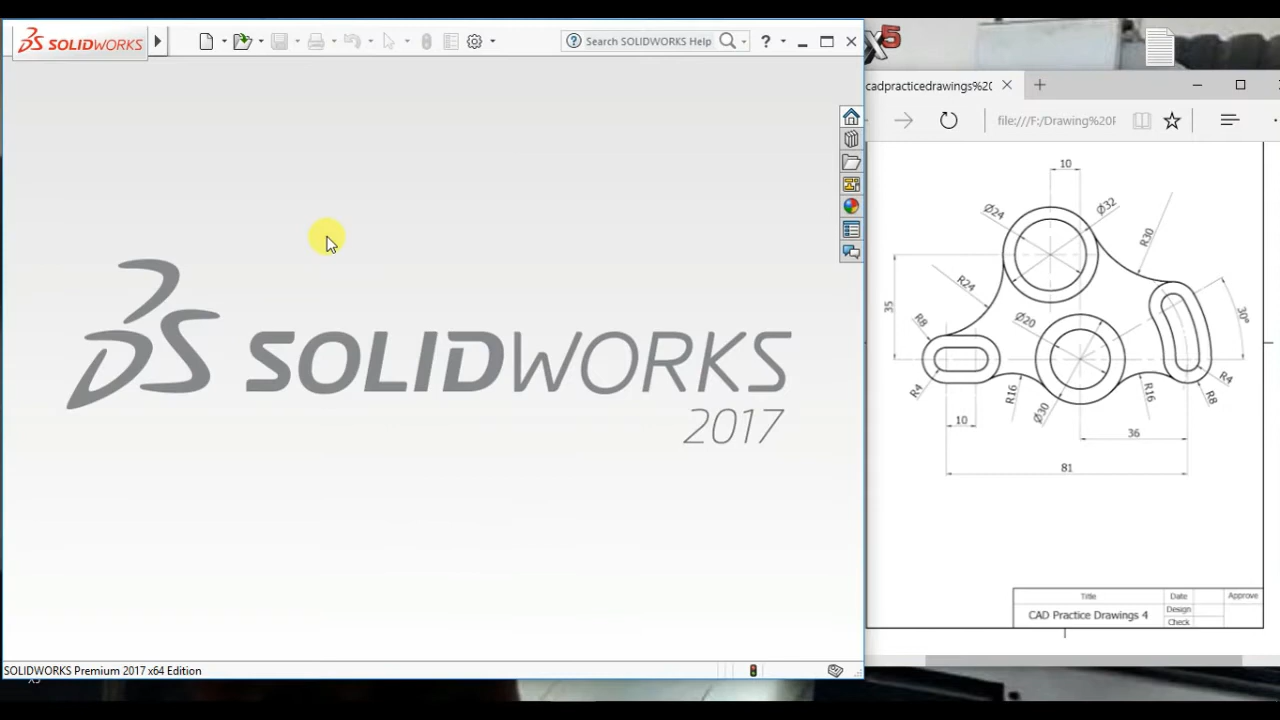 SOLIDWORKS
Search SOLIDWORKS Help
?
X5
cadpracticedrawings%20
file:///F:/Drawing%20F
SOLIDWORKS
2017
10
Ø24
Ø32
R30
35
R24
30°
R8
Ø20
R4
R16
Ø30
R16
R4
R8
10
36
81
Title
Date
Approve
CAD Practice Drawings 4
Design
Check
SOLIDWORKS Premium 2017 x64 Edition